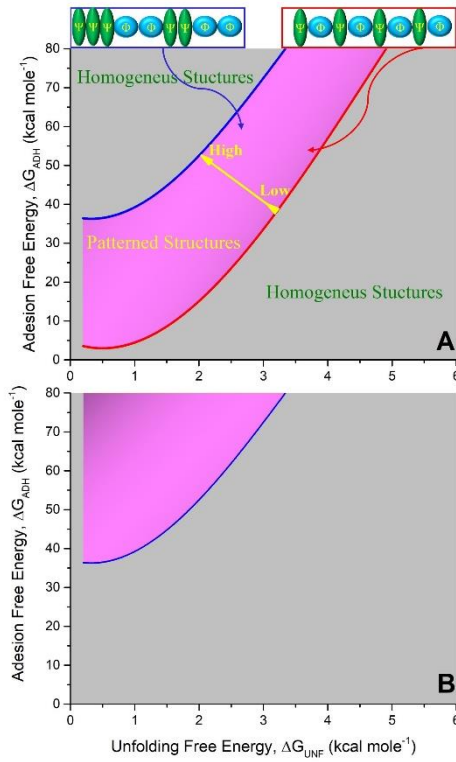 Ψ Ψ Ψ Φ Φ Ψ Ψ Φ Φ
Ψ Φ Ψ Φ Ψ Φ Ψ Φ
80
70
60
50
40
30
20
10
0
Adesion Free Energy, ΔG_ADH (kcal mole⁻¹)
Homogeneus Stuctures
High
Low
Patterned Structures
Homogeneus Stuctures
A
0 1 2 3 4 5 6
80
70
60
50
40
30
20
10
0
Adesion Free Energy, ΔG_ADH (kcal mole⁻¹)
B
0 1 2 3 4 5 6
Unfolding Free Energy, ΔG_UNF (kcal mole⁻¹)